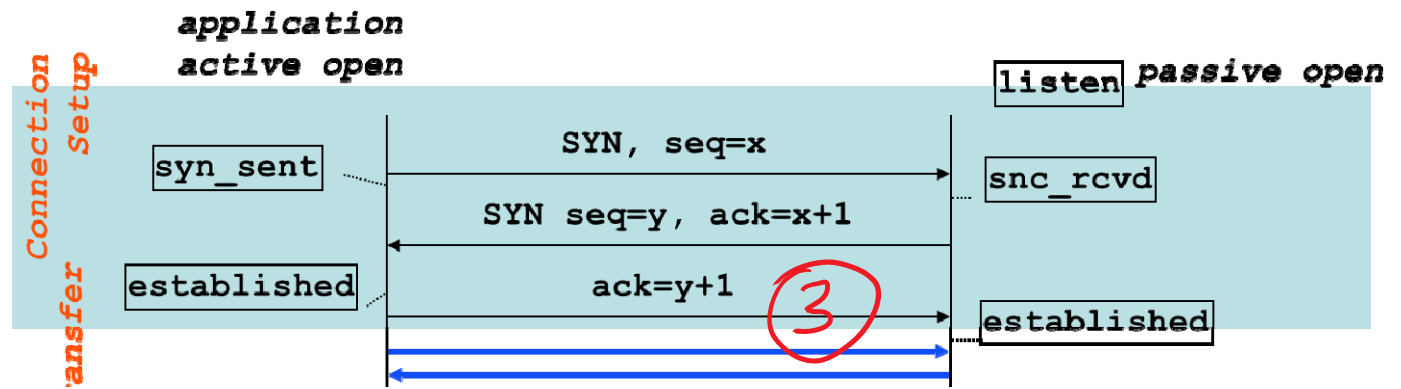 application
active open
listen
passive open
Connection
Setup
SYN, seq=x
syn_sent
snc_rcvd
SYN seq=y, ack=x+1
established
ack=y+1
3
established
ansfer